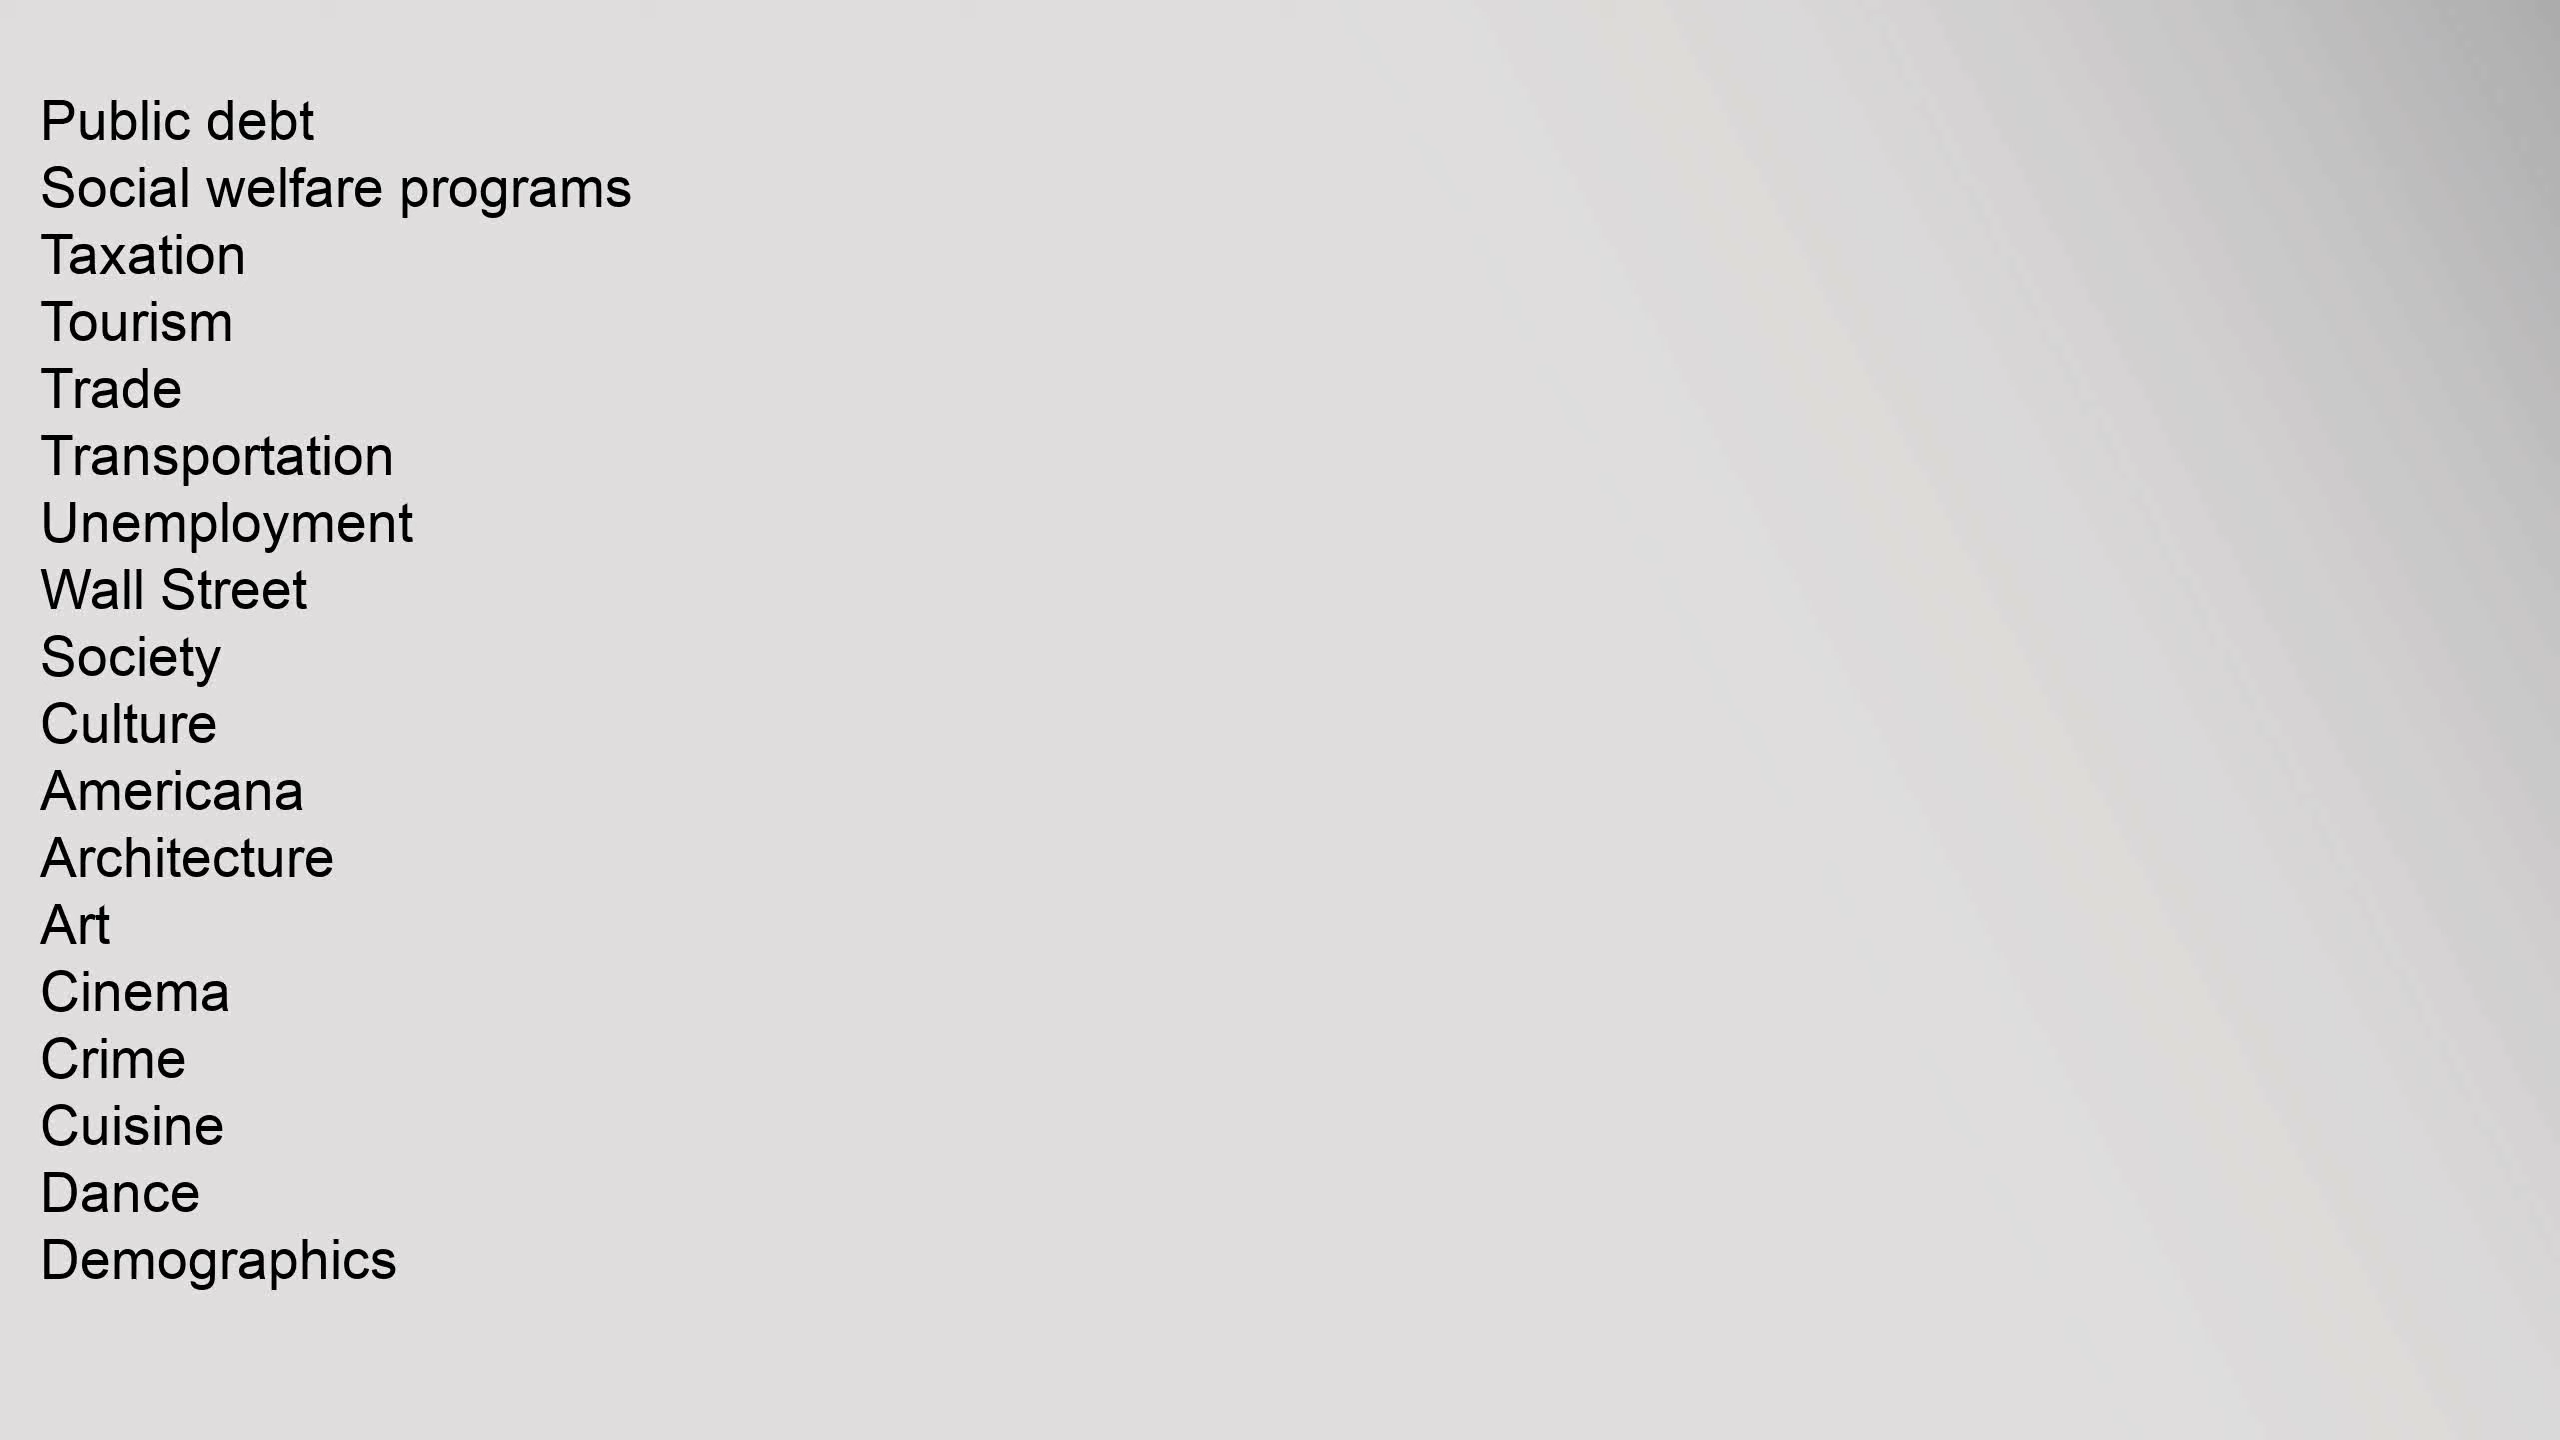 Public debt
Social welfare programs
Taxation
Tourism
Trade
Transportation
Unemployment
Wall Street
Society
Culture
Americana
Architecture
Art
Cinema
Crime
Cuisine
Dance
Demographics